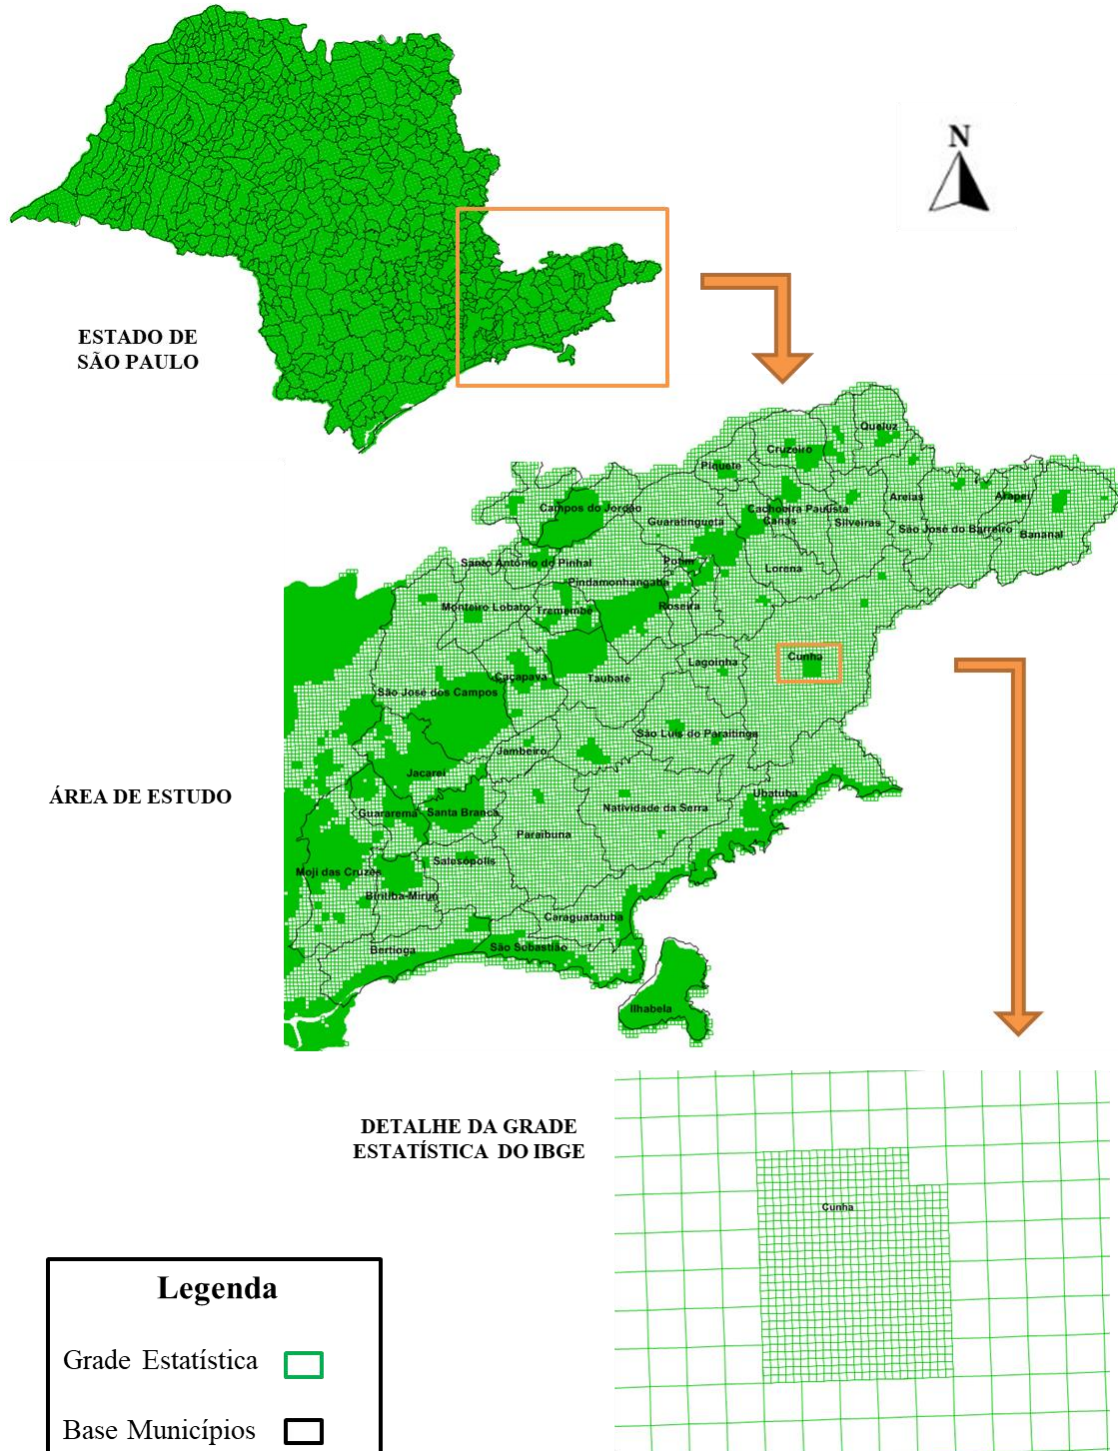 N
ESTADO DE
SÃO PAULO
Queluz
Cruzeiro
Piquete
Areias
Arapeí
Campos do Jordão
Cachoeira Paulista
Guaratinguetá
Canas
Silveiras
São José do Barreiro
Bananal
Santo Antônio do Pinhal
Potim
Lorena
Pindamonhangaba
Monteiro Lobato
Tremembé
Roseira
Cunha
Lagoinha
Caçapava
Taubaté
São José dos Campos
São Luís do Paraitinga
Jambeiro
Jacareí
ÁREA DE ESTUDO
Ubatuba
Guararema
Santa Branca
Natividade da Serra
Paraibuna
Salesópolis
Moji das Cruzes
Biritiba-Mirim
Caraguatatuba
Bertioga
São Sebastião
Ilhabela
DETALHE DA GRADE
ESTATÍSTICA DO IBGE
Cunha
Legenda
Grade Estatística
Base Municípios